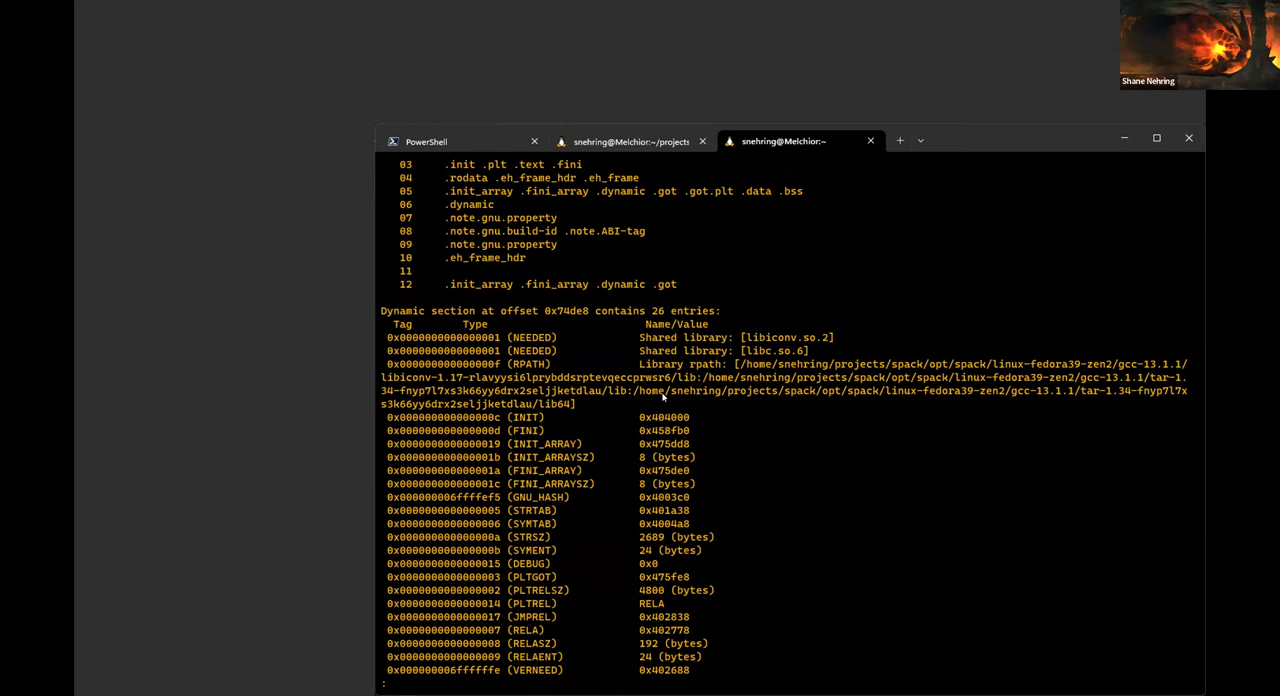 Shane Nehring
PowerShell
snehring@Melchior:~/projects
snehring@Melchior:~
03 .init .plt .text .fini
04 .rodata .eh_frame_hdr .eh_frame
05 .init_array .fini_array .dynamic .got .got.plt .data .bss
06 .dynamic
07 .note.gnu.property
08 .note.gnu.build-id .note.ABI-tag
09 .note.gnu.property
10 .eh_frame_hdr
11
12 .init_array .fini_array .dynamic .got
Dynamic section at offset 0x74de8 contains 26 entries:
Tag Type Name/Value
0x0000000000000001 (NEEDED) Shared library: [libiconv.so.2]
0x0000000000000001 (NEEDED) Shared library: [libc.so.6]
0x000000000000000f (RPATH) Library rpath: [/home/snehring/projects/spack/opt/spack/linux-fedora39-zen2/gcc-13.1.1/
libiconv-1.17-rlavyysi6lprybddsrptevqeccprwsr6/lib:/home/snehring/projects/spack/opt/spack/linux-fedora39-zen2/gcc-13.1.1/tar-1.
34-fnyp7l7xs3k66yy6drx2seljjketdlau/lib:/home/snehring/projects/spack/opt/spack/linux-fedora39-zen2/gcc-13.1.1/tar-1.34-fnyp7l7x
s3k66yy6drx2seljjketdlau/lib64]
0x000000000000000c (INIT) 0x404000
0x000000000000000d (FINI) 0x458fb0
0x0000000000000019 (INIT_ARRAY) 0x475dd8
0x000000000000001b (INIT_ARRAYSZ) 8 (bytes)
0x000000000000001a (FINI_ARRAY) 0x475de0
0x000000000000001c (FINI_ARRAYSZ) 8 (bytes)
0x000000006ffffef5 (GNU_HASH) 0x4003c0
0x0000000000000005 (STRTAB) 0x401a38
0x0000000000000006 (SYMTAB) 0x4004a8
0x000000000000000a (STRSZ) 2689 (bytes)
0x000000000000000b (SYMENT) 24 (bytes)
0x0000000000000015 (DEBUG) 0x0
0x0000000000000003 (PLTGOT) 0x475fe8
0x0000000000000002 (PLTRELSZ) 4800 (bytes)
0x0000000000000014 (PLTREL) RELA
0x0000000000000017 (JMPREL) 0x402838
0x0000000000000007 (RELA) 0x402778
0x0000000000000008 (RELASZ) 192 (bytes)
0x0000000000000009 (RELAENT) 24 (bytes)
0x000000006ffffffe (VERNEED) 0x402688
: